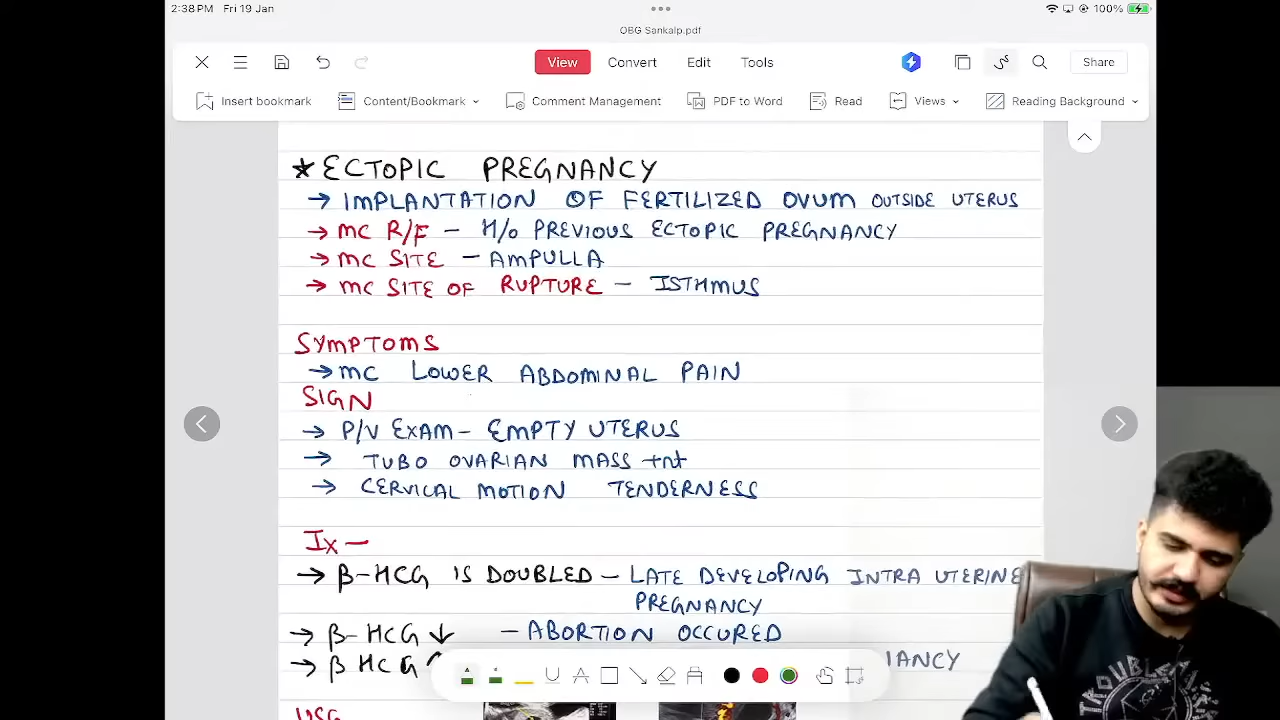 2:38 PM Fri 19 Jan
100%
OBG Sankalp.pdf
View Convert Edit Tools
Share
Insert bookmark Content/Bookmark Comment Management PDF to Word Read Views Reading Background
★ ECTOPIC PREGNANCY
→ IMPLANTATION OF FERTILIZED OVUM OUTSIDE UTERUS
→ MC R/F - H/O PREVIOUS ECTOPIC PREGNANCY
→ MC SITE - AMPULLA
→ MC SITE OF RUPTURE - ISTHMUS
SYMPTOMS
→ MC LOWER ABDOMINAL PAIN
SIGN
→ P/V EXAM- EMPTY UTERUS
→ TUBO OVARIAN MASS +nt
→ CERVICAL MOTION TENDERNESS
Ix -
→ β-HCG IS DOUBLED - LATE DEVELOPING INTRA UTERINE
PREGNANCY
→ β-HCG ↓ - ABORTION OCCURED
→ β HCG
USG